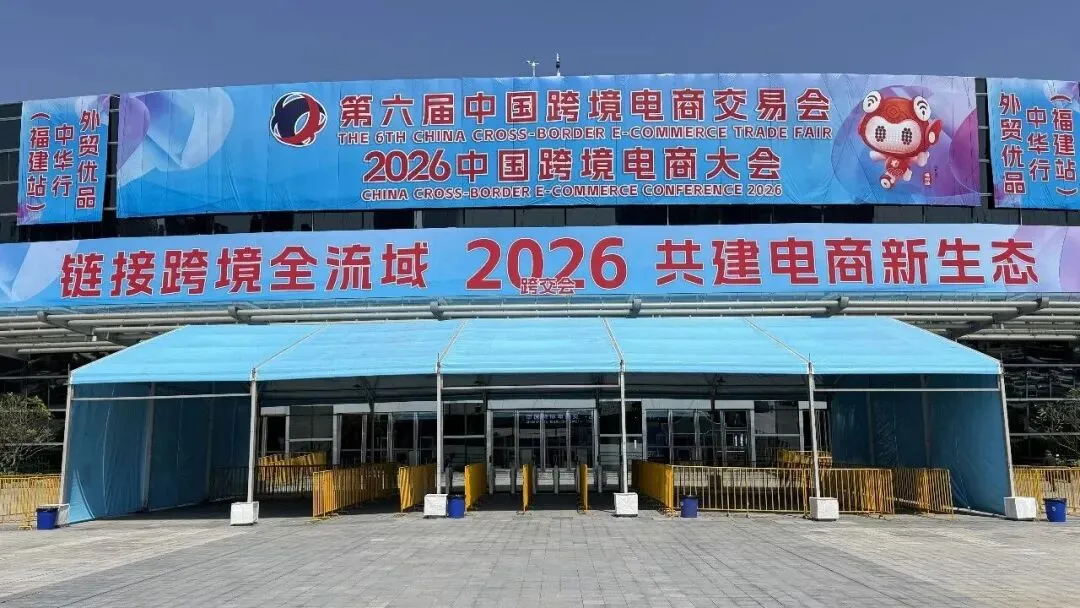 外贸优品
中华行
（福建站）
第六届中国跨境电商交易会
THE 6TH CHINA CROSS-BORDER E-COMMERCE TRADE FAIR
2026中国跨境电商大会
CHINA CROSS-BORDER E-COMMERCE CONFERENCE 2026
外贸优品
中华行
（福建站）
链接跨境全流域 2026 共建电商新生态
跨交会